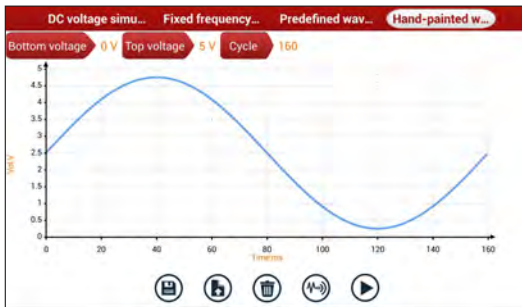 DC voltage simu... Fixed frequency... Predefined wav... Hand-painted w...
Bottom voltage 0 V Top voltage 5 V Cycle 160
5
4.5
4
3.5
3
2.5
2
1.5
1
0.5
0
Volt:V
0 20 40 60 80 100 120 140 160
Time:ms